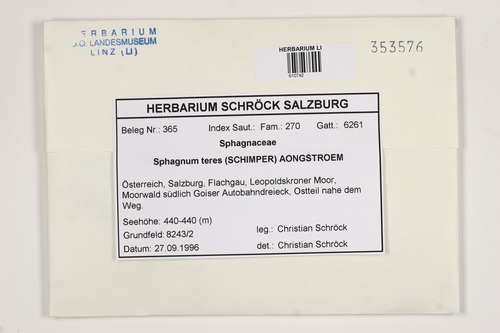 HERBARIUM
O.Ö. LANDESMUSEUM
LINZ (LI)
HERBARIUM LI
610742
353576
HERBARIUM SCHRÖCK SALZBURG
Beleg Nr.: 365 Index Saut.: Fam.: 270 Gatt.: 6261
Sphagnaceae
Sphagnum teres (SCHIMPER) AONGSTROEM
Österreich, Salzburg, Flachgau, Leopoldskroner Moor,
Moorwald südlich Goiser Autobahndreieck, Ostteil nahe dem
Weg.
Seehöhe: 440-440 (m)
Grundfeld: 8243/2 leg.: Christian Schröck
Datum: 27.09.1996 det.: Christian Schröck